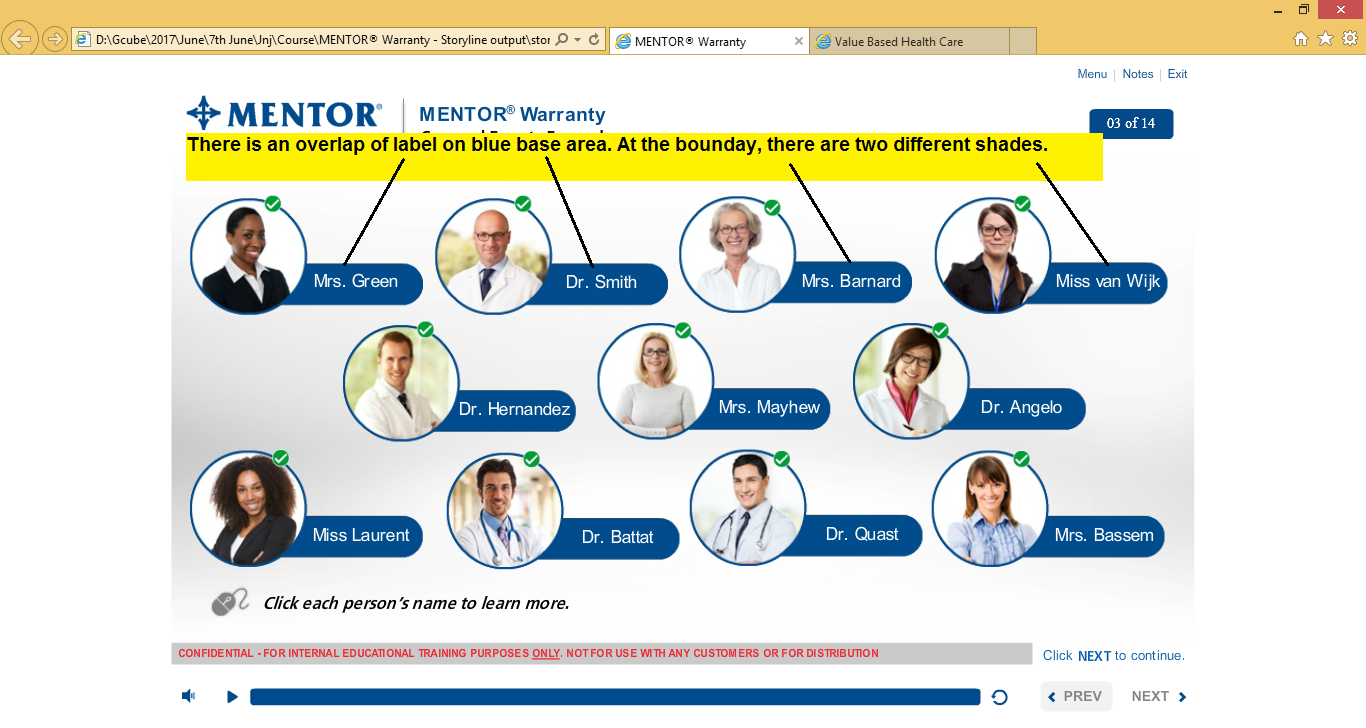 D:\Gcube\2017\June\7th June\Jnj\Course\MENTOR® Warranty - Storyline output\stor
MENTOR® Warranty
Value Based Health Care
Menu | Notes | Exit
MENTOR®
MENTOR® Warranty
03 of 14
There is an overlap of label on blue base area. At the bounday, there are two different shades.
Mrs. Green
Dr. Smith
Mrs. Barnard
Miss van Wijk
Dr. Hernandez
Mrs. Mayhew
Dr. Angelo
Miss Laurent
Dr. Battat
Dr. Quast
Mrs. Bassem
Click each person's name to learn more.
CONFIDENTIAL - FOR INTERNAL EDUCATIONAL TRAINING PURPOSES ONLY. NOT FOR USE WITH ANY CUSTOMERS OR FOR DISTRIBUTION
Click NEXT to continue.
PREV
NEXT